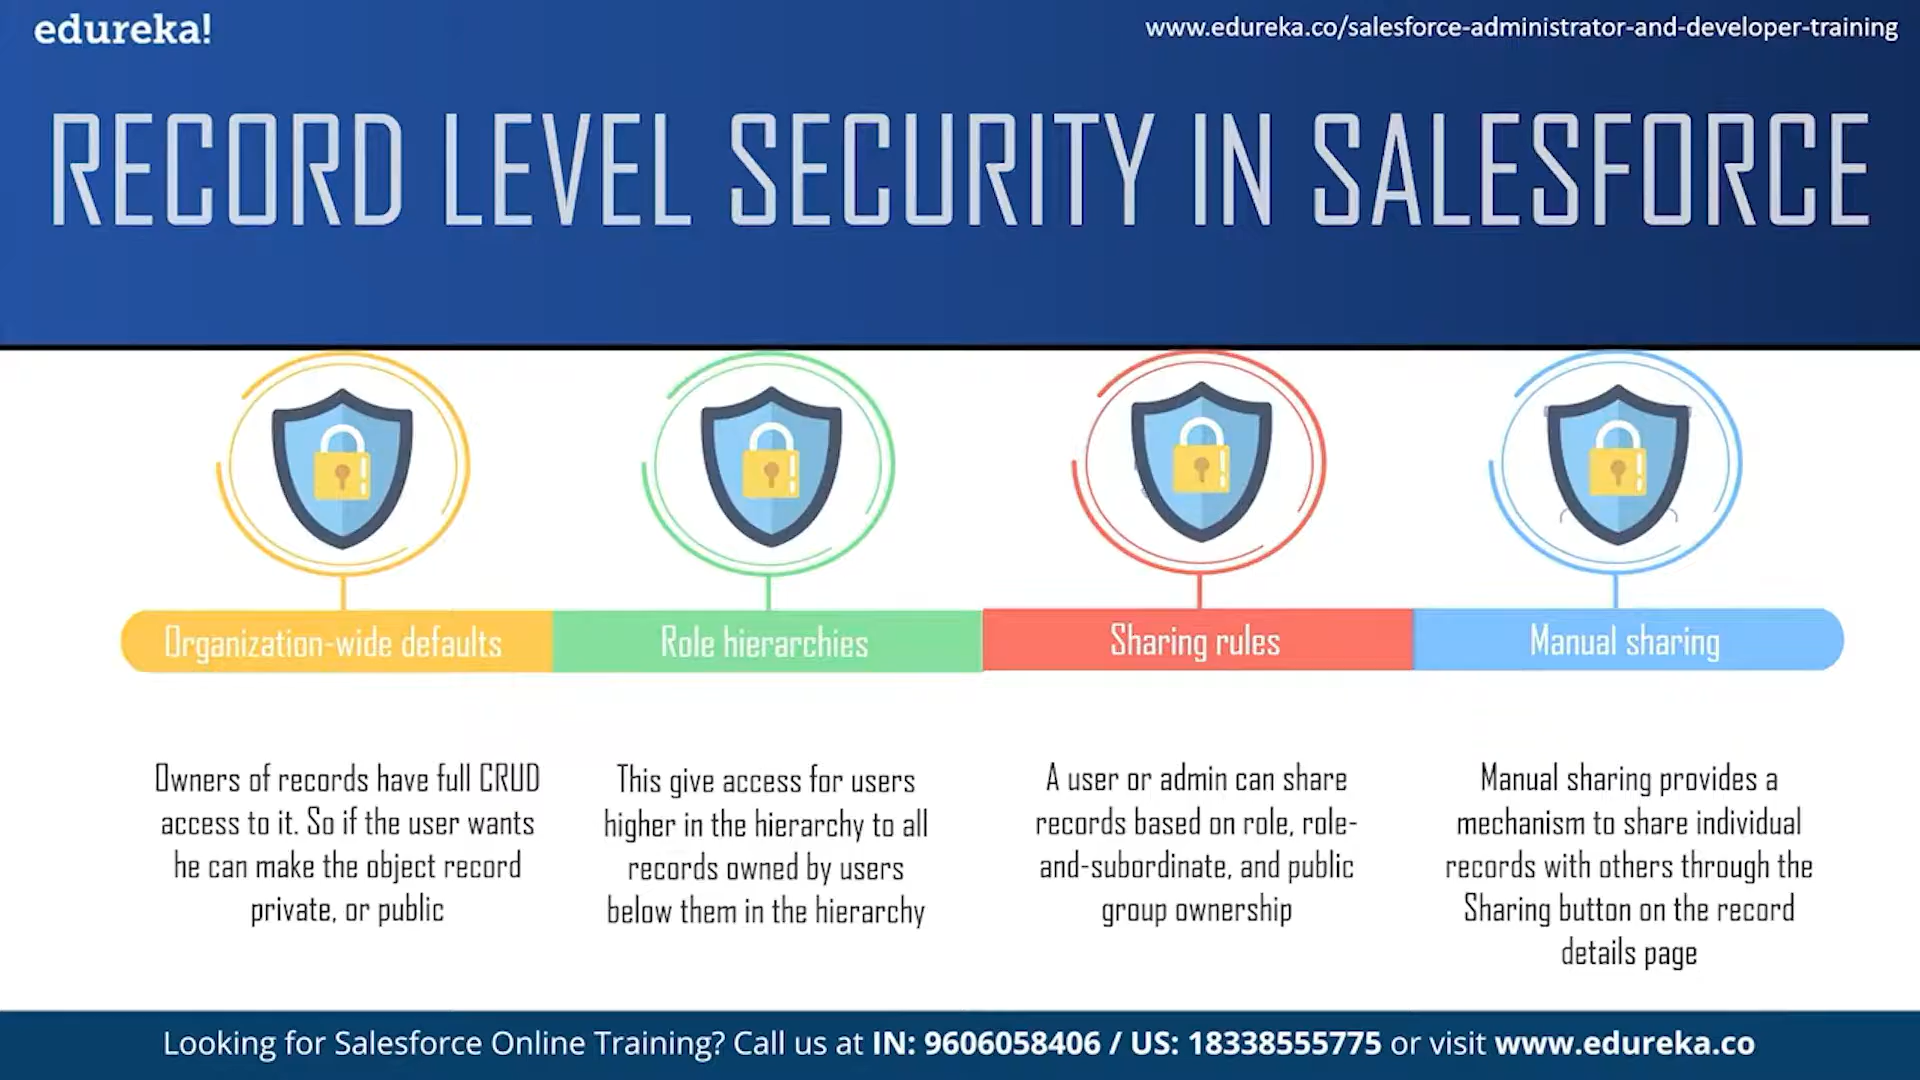 edureka!
www.edureka.co/salesforce-administrator-and-developer-training
RECORD LEVEL SECURITY IN SALESFORCE
Organization-wide defaults
Role hierarchies
Sharing rules
Manual sharing
Owners of records have full CRUD
access to it. So if the user wants
he can make the object record
private, or public
This give access for users
higher in the hierarchy to all
records owned by users
below them in the hierarchy
A user or admin can share
records based on role, role-
and-subordinate, and public
group ownership
Manual sharing provides a
mechanism to share individual
records with others through the
Sharing button on the record
details page
Looking for Salesforce Online Training? Call us at IN: 9606058406 / US: 18338555775 or visit www.edureka.co